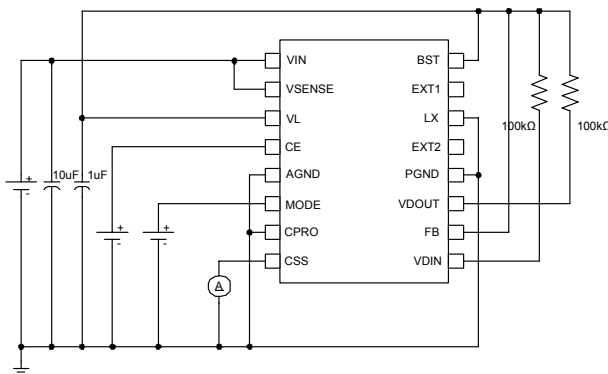 VIN
VSENSE
VL
CE
AGND
MODE
CPRO
CSS
BST
EXT1
LX
EXT2
PGND
VDOUT
FB
VDIN
100kΩ
100kΩ
10uF
1uF
+
-
+
-
+
-
A